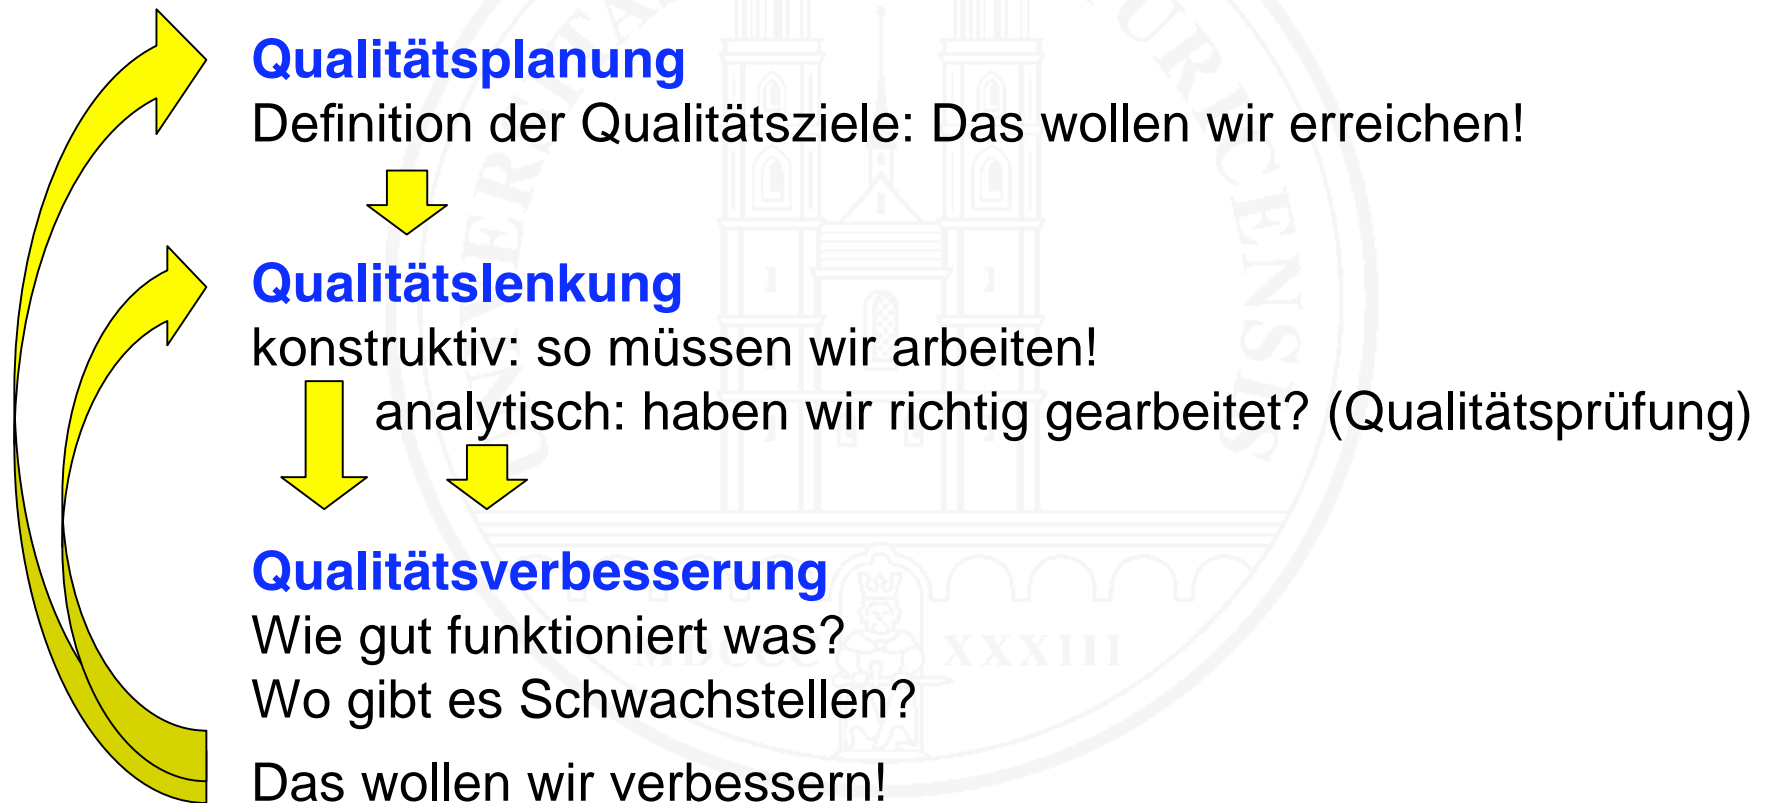 Qualitätsplanung
Definition der Qualitätsziele: Das wollen wir erreichen!
Qualitätslenkung
konstruktiv: so müssen wir arbeiten!
analytisch: haben wir richtig gearbeitet? (Qualitätsprüfung)
Qualitätsverbesserung
Wie gut funktioniert was?
Wo gibt es Schwachstellen?
Das wollen wir verbessern!